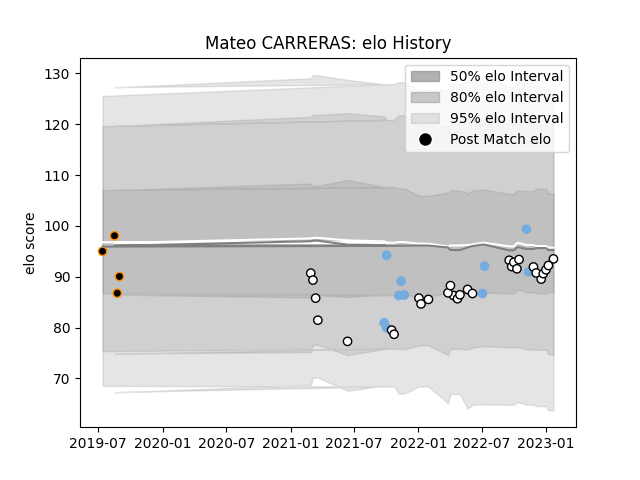 Mateo CARRERAS: elo History
50% elo Interval
80% elo Interval
95% elo Interval
Post Match elo
elo score
130
120
110
100
90
80
70
2019-07 2020-01 2020-07 2021-01 2021-07 2022-01 2022-07 2023-01